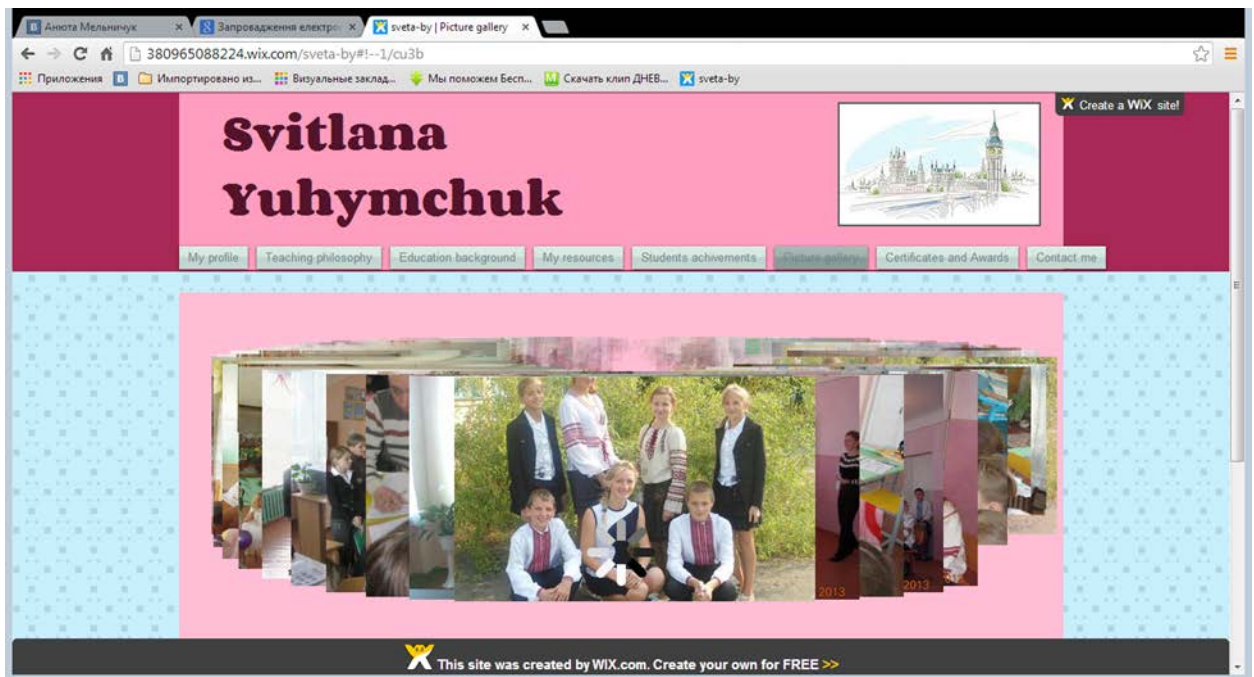 Анюта Мельничук
Запровадження електро
sveta-by | Picture gallery
380965088224.wix.com/sveta-by#!--1/cu3b
Приложения
Импортировано из...
Визуальные заклад...
Мы поможем Бесп...
Скачать клип ДНЕВ...
sveta-by
Create a WiX site!
Svitlana
Yuhymchuk
My profile
Teaching philosophy
Education background
My resources
Students achivements
Picture gallery
Certificates and Awards
Contact me
2013
2013
This site was created by WIX.com. Create your own for FREE >>